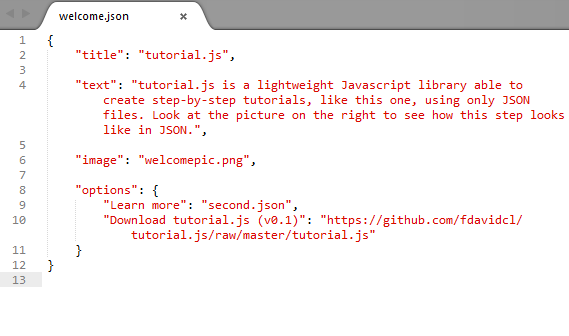 welcome.json ×
1 {
2 "title": "tutorial.js",
3
4 "text": "tutorial.js is a lightweight Javascript library able to
create step-by-step tutorials, like this one, using only JSON
files. Look at the picture on the right to see how this step looks
like in JSON.",
5
6 "image": "welcomepic.png",
7
8 "options": {
9 "Learn more": "second.json",
10 "Download tutorial.js (v0.1)": "https://github.com/fdavidcl/
tutorial.js/raw/master/tutorial.js"
11 }
12 }
13